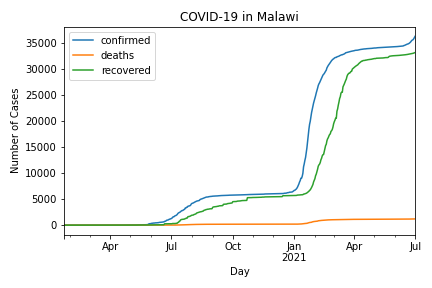 COVID-19 in Malawi
confirmed
deaths
recovered
Number of Cases
35000
30000
25000
20000
15000
10000
5000
0
Apr Jul Oct Jan Apr Jul
2021
Day